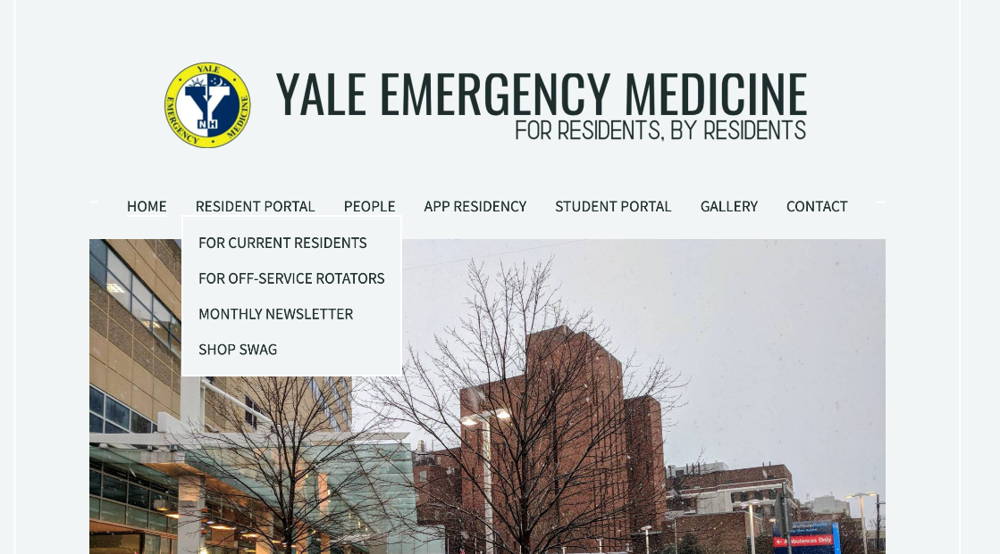 YALE
EMERGENCY MEDICINE
Y
NH
YALE EMERGENCY MEDICINE
FOR RESIDENTS, BY RESIDENTS
HOME RESIDENT PORTAL PEOPLE APP RESIDENCY STUDENT PORTAL GALLERY CONTACT
FOR CURRENT RESIDENTS
FOR OFF-SERVICE ROTATORS
MONTHLY NEWSLETTER
SHOP SWAG
Ambulances Only